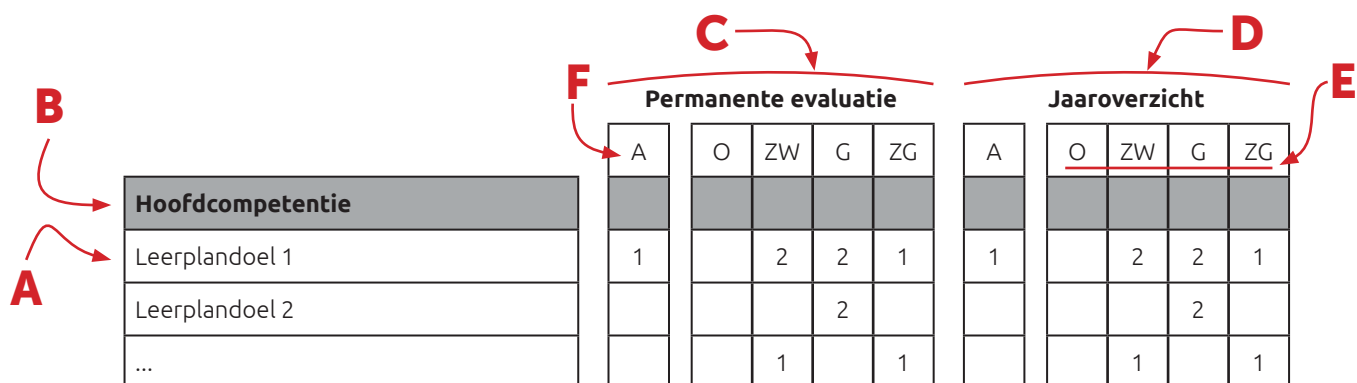 C D
F E
B
Permanente evaluatie Jaaroverzicht
A O ZW G ZG A O ZW G ZG
Hoofdcompetentie
A
Leerplandoel 1 1 2 2 1 1 2 2 1
Leerplandoel 2 2 2
... 1 1 1 1